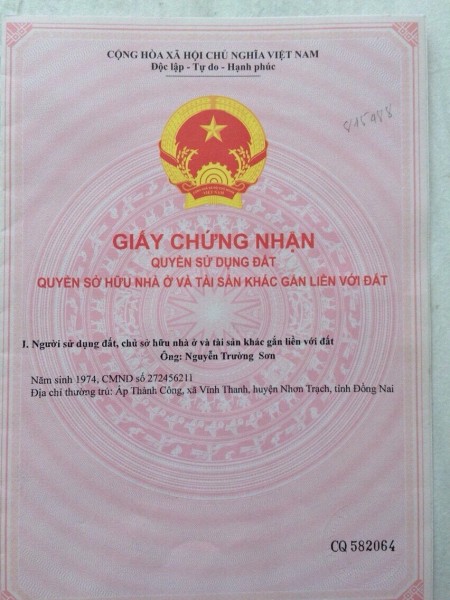 CỘNG HÒA XÃ HỘI CHỦ NGHĨA VIỆT NAM
Độc lập - Tự do - Hạnh phúc
GIẤY CHỨNG NHẬN
QUYỀN SỬ DỤNG ĐẤT
QUYỀN SỞ HỮU NHÀ Ở VÀ TÀI SẢN KHÁC GẮN LIỀN VỚI ĐẤT
I. Người sử dụng đất, chủ sở hữu nhà ở và tài sản khác gắn liền với đất
Ông: Nguyễn Trường Sơn
Năm sinh 1974, CMND số 272456211
Địa chỉ thường trú: Ấp Thành Công, xã Vĩnh Thanh, huyện Nhơn Trạch, tỉnh Đồng Nai
CQ 582064